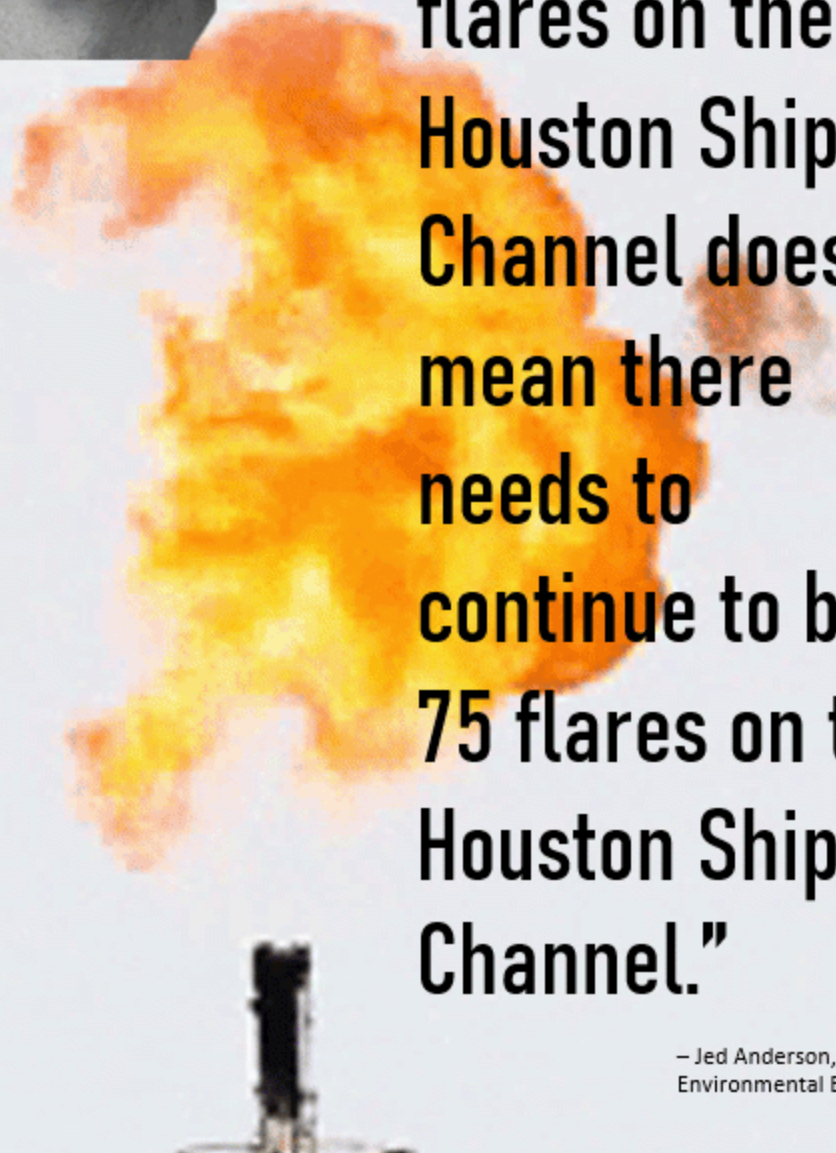 flares on the
Houston Ship
Channel does
mean there
needs to
continue to b
75 flares on t
Houston Ship
Channel.”
– Jed Anderson,
Environmental E